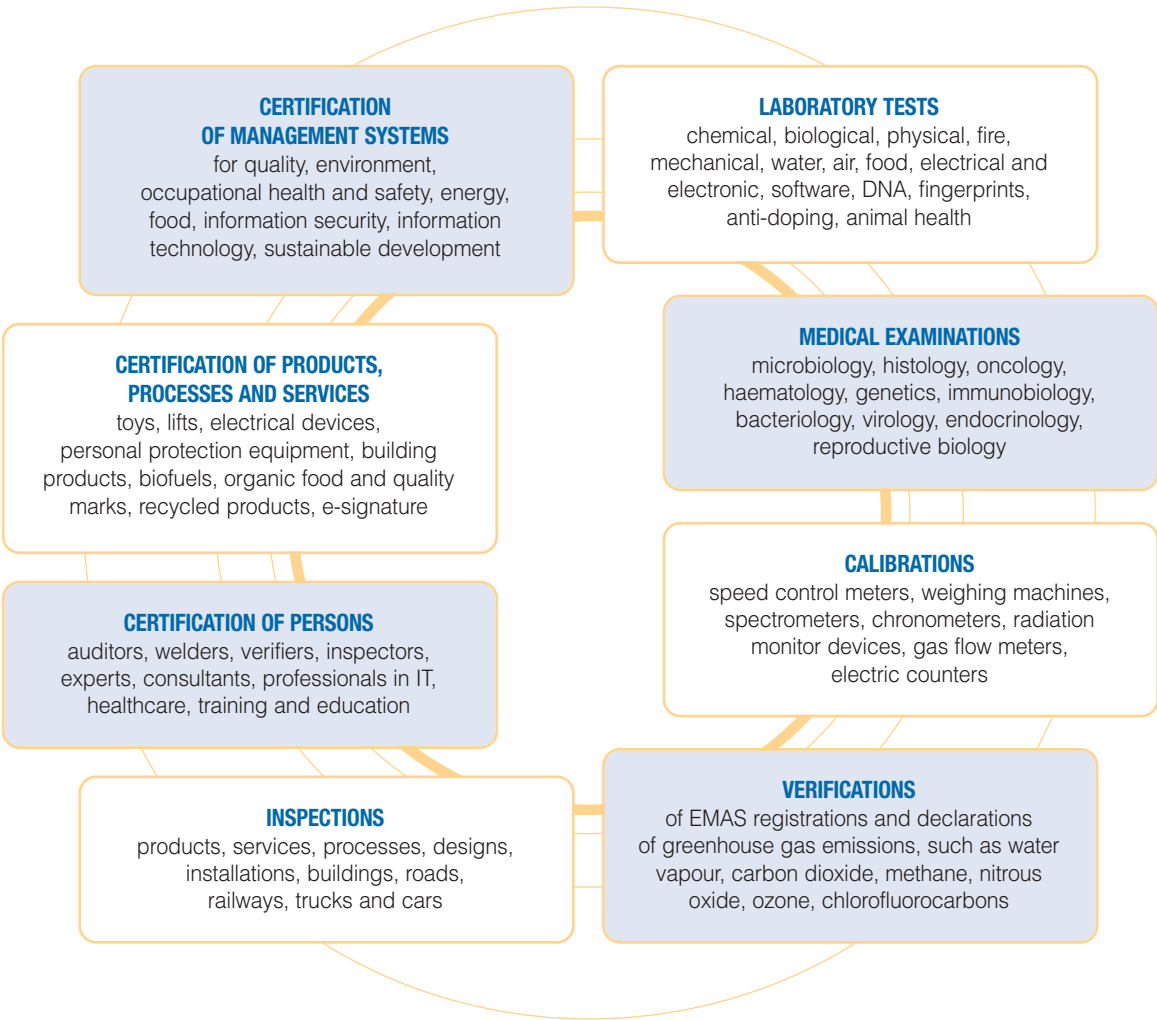 CERTIFICATION
OF MANAGEMENT SYSTEMS
for quality, environment,
occupational health and safety, energy,
food, information security, information
technology, sustainable development
LABORATORY TESTS
chemical, biological, physical, fire,
mechanical, water, air, food, electrical and
electronic, software, DNA, fingerprints,
anti-doping, animal health
CERTIFICATION OF PRODUCTS,
PROCESSES AND SERVICES
toys, lifts, electrical devices,
personal protection equipment, building
products, biofuels, organic food and quality
marks, recycled products, e-signature
MEDICAL EXAMINATIONS
microbiology, histology, oncology,
haematology, genetics, immunobiology,
bacteriology, virology, endocrinology,
reproductive biology
CERTIFICATION OF PERSONS
auditors, welders, verifiers, inspectors,
experts, consultants, professionals in IT,
healthcare, training and education
CALIBRATIONS
speed control meters, weighing machines,
spectrometers, chronometers, radiation
monitor devices, gas flow meters,
electric counters
INSPECTIONS
products, services, processes, designs,
installations, buildings, roads,
railways, trucks and cars
VERIFICATIONS
of EMAS registrations and declarations
of greenhouse gas emissions, such as water
vapour, carbon dioxide, methane, nitrous
oxide, ozone, chlorofluorocarbons